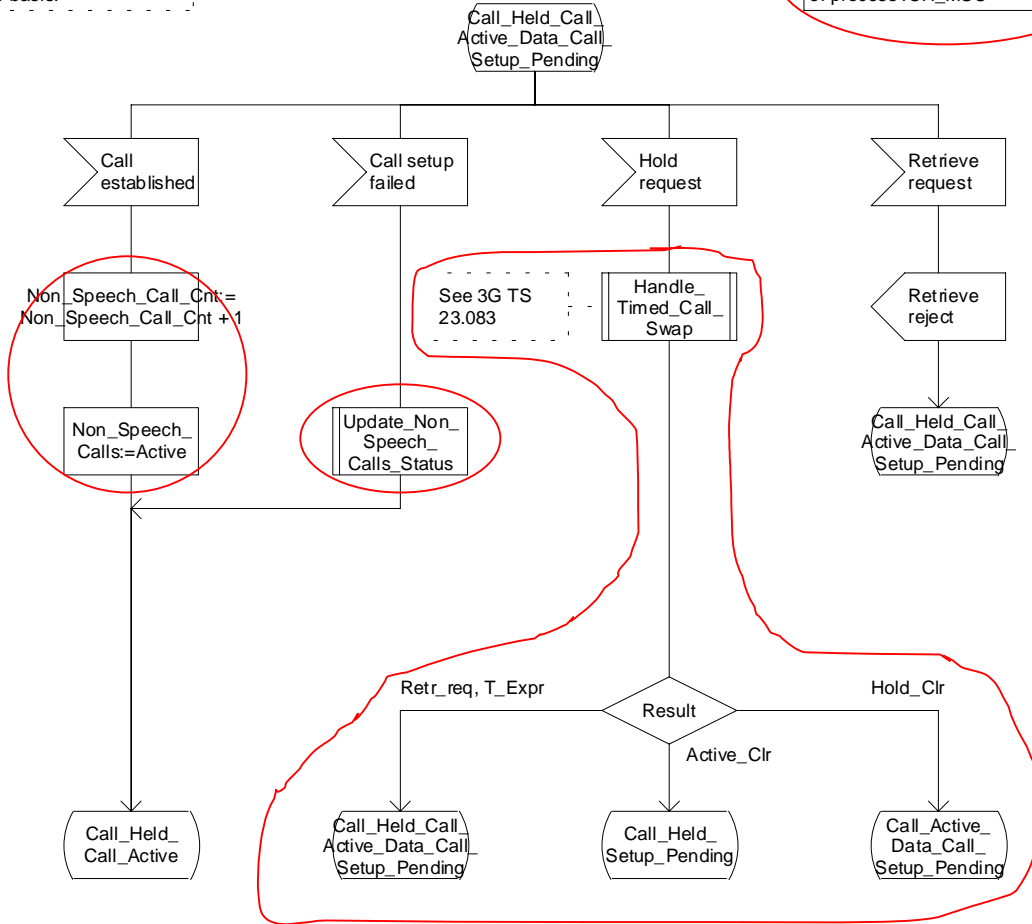 Call_Held_Call_
Active_Data_Call_
Setup_Pending
Call
established
Call setup
failed
Hold
request
Retrieve
request
Non_Speech_Call_Cnt:=
Non_Speech_Call_Cnt + 1
See 3G TS
23.083
Handle_
Timed_Call_
Swap
Retrieve
reject
Non_Speech_
Calls:=Active
Update_Non_
Speech_
Calls_Status
Call_Held_Call_
Active_Data_Call_
Setup_Pending
Retr_req, T_Expr
Result
Hold_Clr
Active_Clr
Call_Held_
Call_Active
Call_Held_Call_
Active_Data_Call_
Setup_Pending
Call_Held_
Setup_Pending
Call_Active_
Data_Call_
Setup_Pending